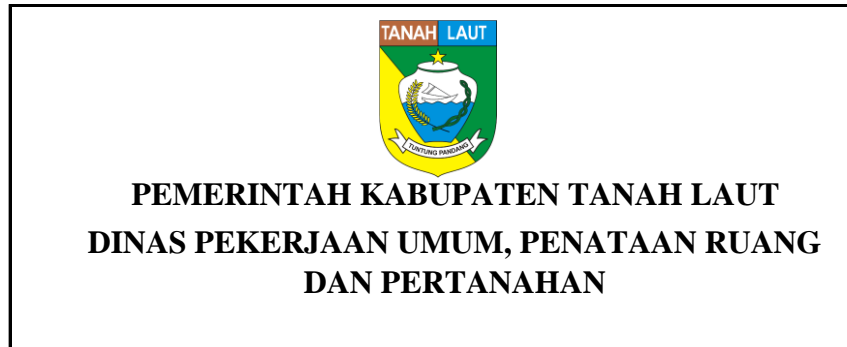 TANAH LAUT
TUNTUNG PANDANG
PEMERINTAH KABUPATEN TANAH LAUT
DINAS PEKERJAAN UMUM, PENATAAN RUANG
DAN PERTANAHAN